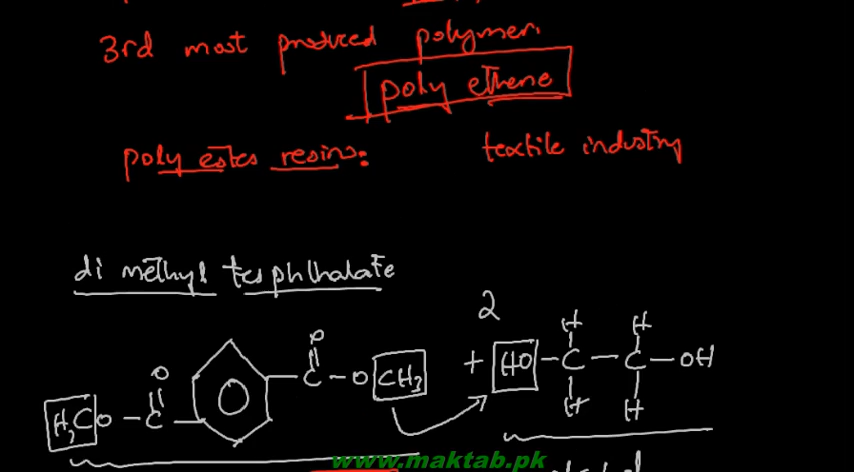 3rd most produced polymer.
poly ethene
poly ester resins: textile industry
di methyl terphthalate
2
H H
O
C - O CH3 + HO - C - C - OH
O
H3C O - C
H H
www.maktab.pk